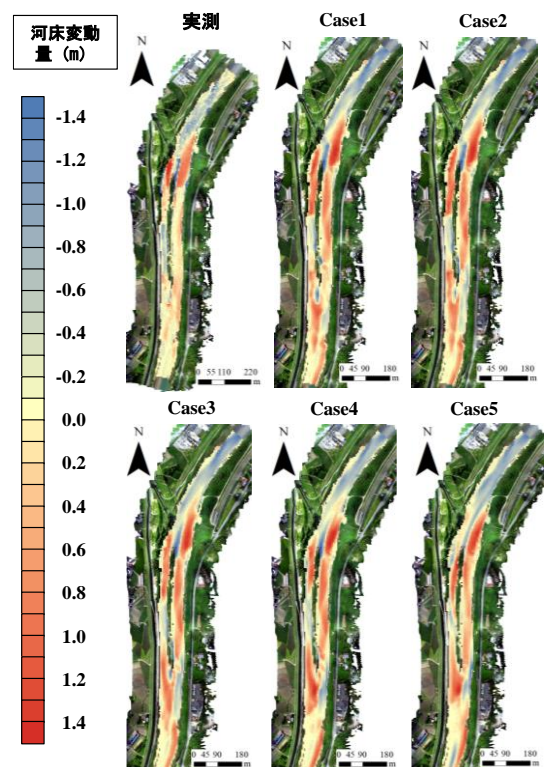 河床変動
量 (m)
-1.4
-1.2
-1.0
-0.8
-0.6
-0.4
-0.2
0.0
0.2
0.4
0.6
0.8
1.0
1.2
1.4
実測
Case1
Case2
N
N
N
0 55 110 220
m
0 45 90 180
m
0 45 90 180
m
Case3
Case4
Case5
N
N
N
0 45 90 180
m
0 45 90 180
m
0 45 90 180
m